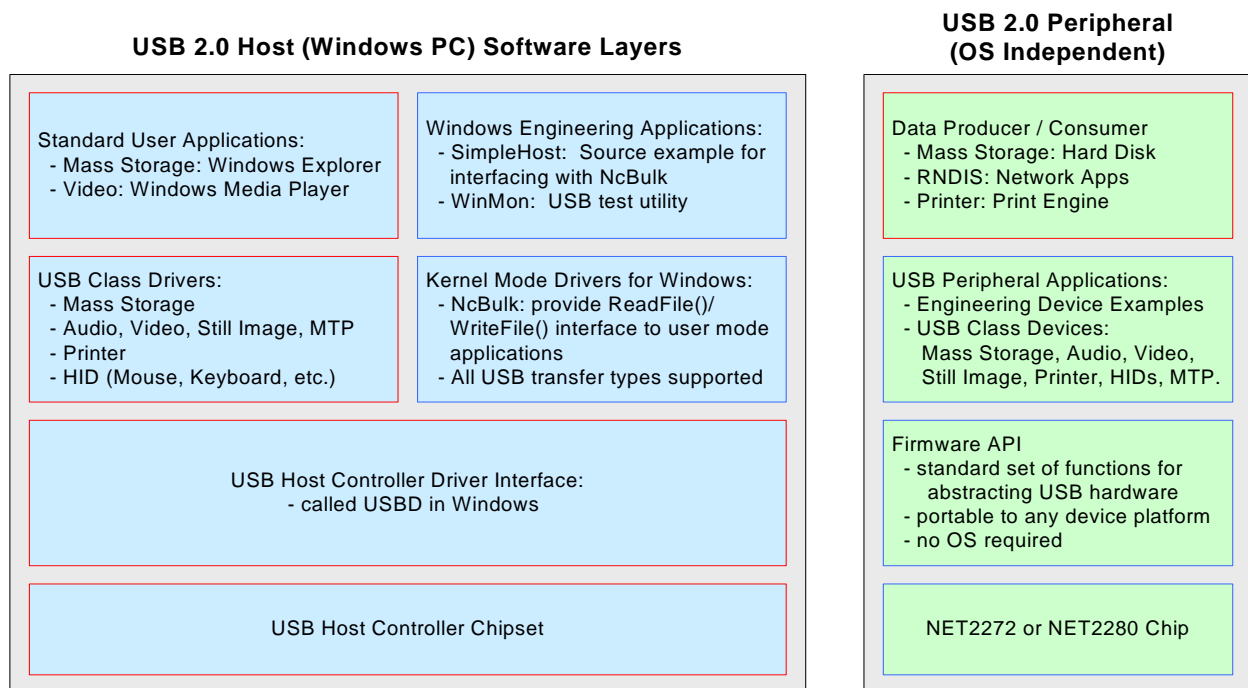 USB 2.0 Host (Windows PC) Software Layers
USB 2.0 Peripheral
(OS Independent)
Standard User Applications:
- Mass Storage: Windows Explorer
- Video: Windows Media Player
Windows Engineering Applications:
- SimpleHost: Source example for
interfacing with NcBulk
- WinMon: USB test utility
USB Class Drivers:
- Mass Storage
- Audio, Video, Still Image, MTP
- Printer
- HID (Mouse, Keyboard, etc.)
Kernel Mode Drivers for Windows:
- NcBulk: provide ReadFile()/
WriteFile() interface to user mode
applications
- All USB transfer types supported
USB Host Controller Driver Interface:
- called USBD in Windows
USB Host Controller Chipset
Data Producer / Consumer
- Mass Storage: Hard Disk
- RNDIS: Network Apps
- Printer: Print Engine
USB Peripheral Applications:
- Engineering Device Examples
- USB Class Devices:
Mass Storage, Audio, Video,
Still Image, Printer, HIDs, MTP.
Firmware API
- standard set of functions for
abstracting USB hardware
- portable to any device platform
- no OS required
NET2272 or NET2280 Chip